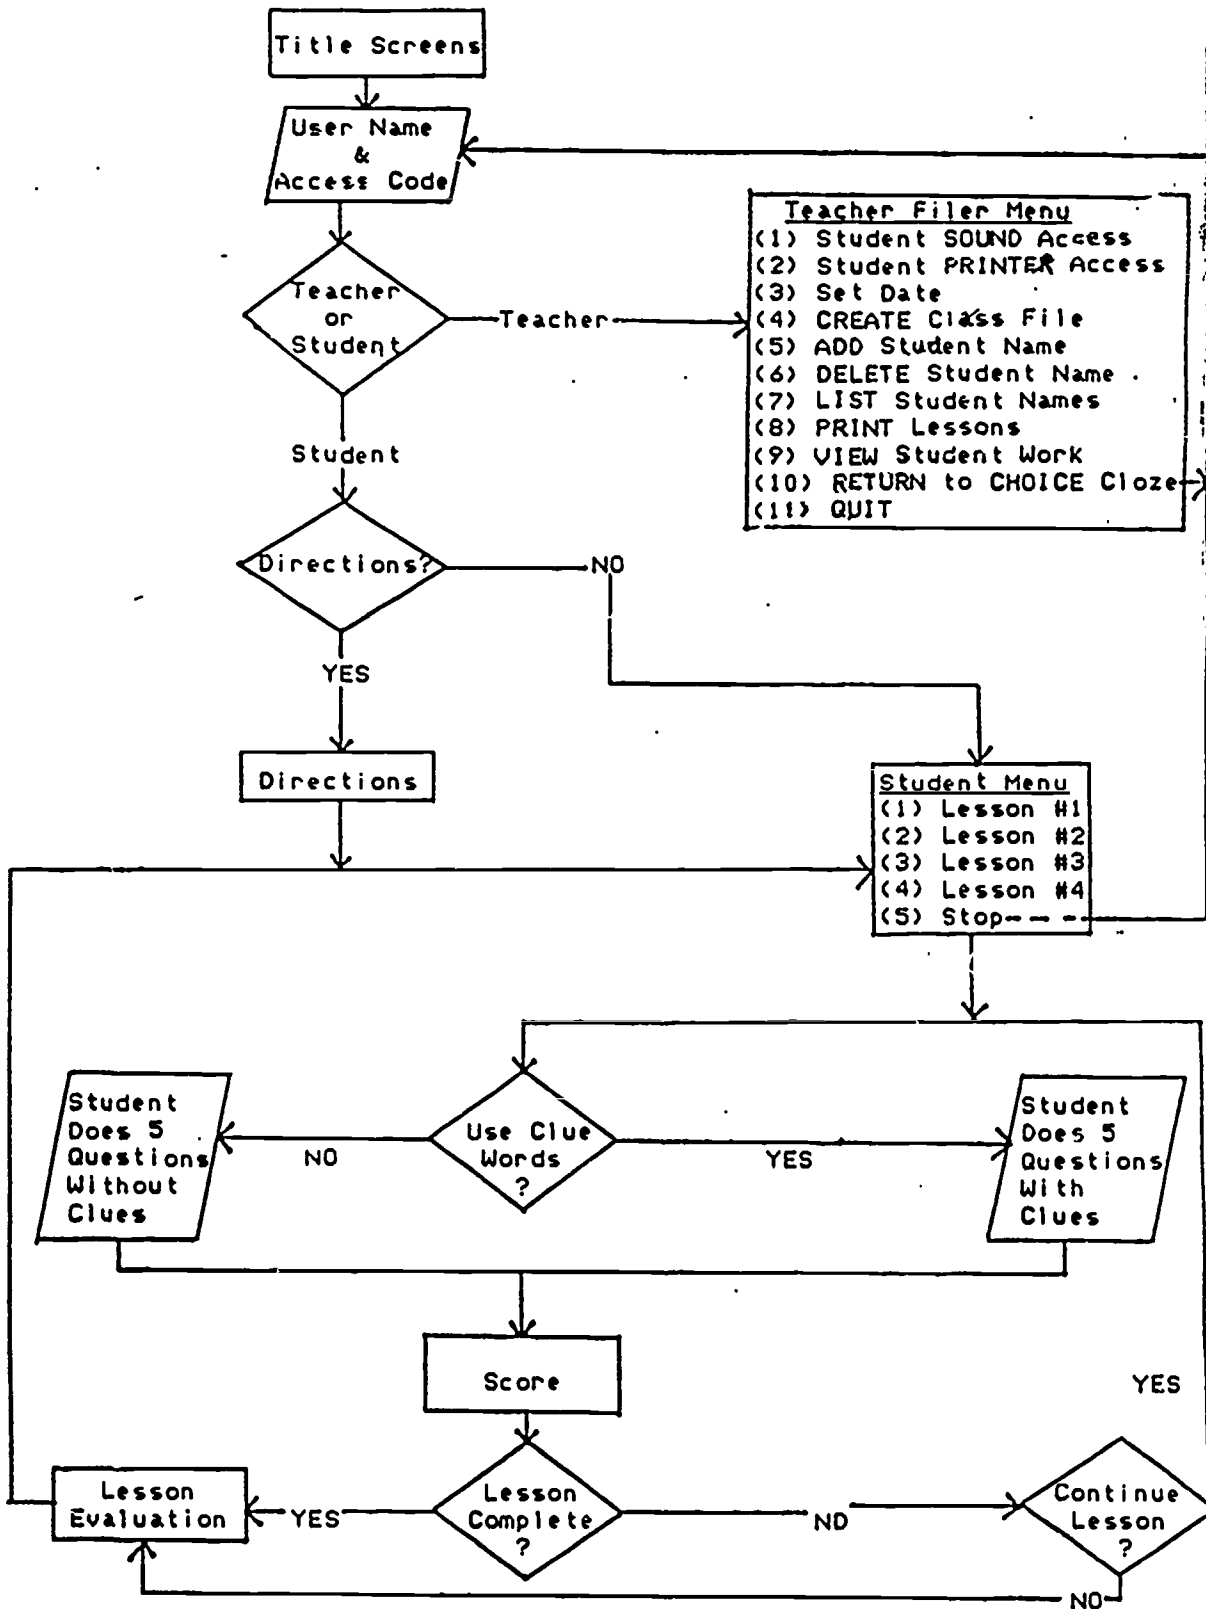 Title Screens
User Name
&
Access Code
Teacher
or
Student
Teacher
Teacher Filer Menu
(1) Student SOUND Access
(2) Student PRINTER Access
(3) Set Date
(4) CREATE Class File
(5) ADD Student Name
(6) DELETE Student Name
(7) LIST Student Names
(8) PRINT Lessons
(9) VIEW Student Work
(10) RETURN to CHOICE Cloze
(11) QUIT
Student
Directions?
NO
YES
Directions
Student Menu
(1) Lesson #1
(2) Lesson #2
(3) Lesson #3
(4) Lesson #4
(5) Stop
Student
Does 5
Questions
Without
Clues
NO
Use Clue
Words
?
YES
Student
Does 5
Questions
With
Clues
Score
YES
Lesson
Evaluation
YES
Lesson
Complete
?
NO
Continue
Lesson
?
NO